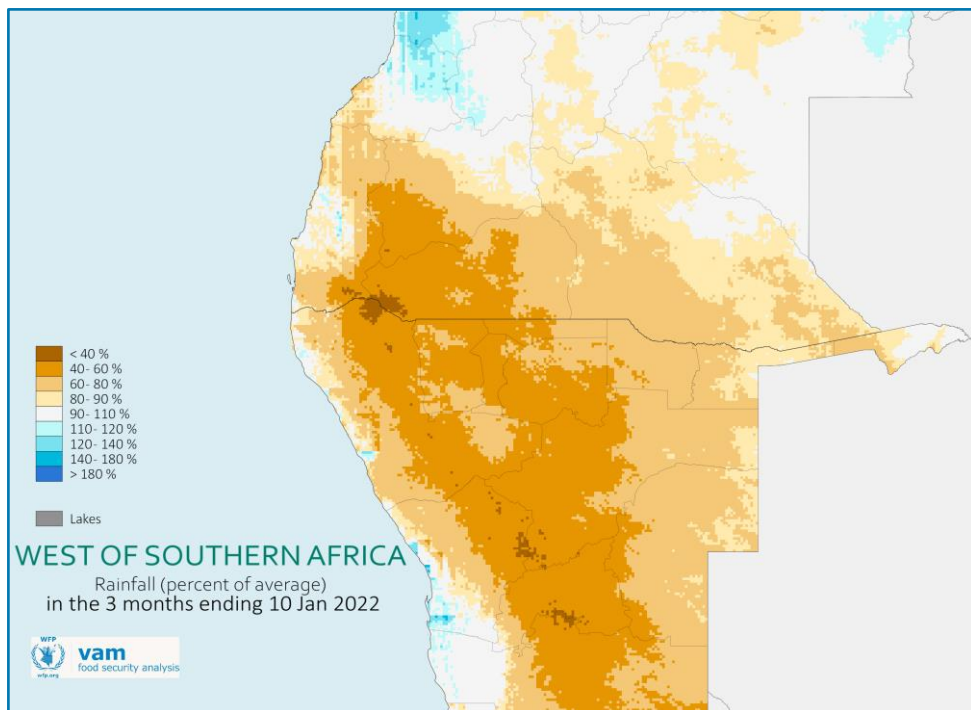 < 40 %
40- 60 %
60- 80 %
80- 90 %
90- 110 %
110- 120 %
120- 140 %
140- 180 %
> 180 %
Lakes
WEST OF SOUTHERN AFRICA
Rainfall (percent of average)
in the 3 months ending 10 Jan 2022
WFP
wfp.org
vam
food security analysis